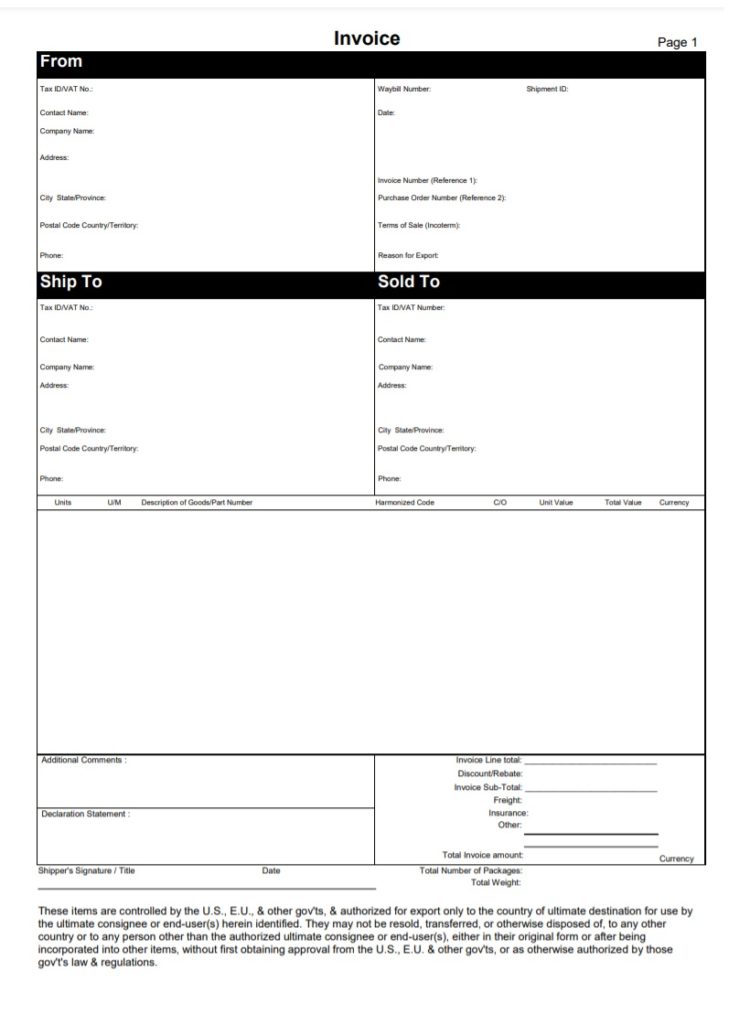 Invoice
Page 1
From
Tax ID/VAT No.:
Waybill Number:
Shipment ID:
Contact Name:
Date:
Company Name:
Address:
Invoice Number (Reference 1):
City State/Province:
Purchase Order Number (Reference 2):
Postal Code Country/Territory:
Terms of Sale (Incoterm):
Phone:
Reason for Export:
Ship To
Sold To
Tax ID/VAT No.:
Tax ID/VAT Number:
Contact Name:
Contact Name:
Company Name:
Company Name:
Address:
Address:
City State/Province:
City State/Province:
Postal Code Country/Territory:
Postal Code Country/Territory:
Phone:
Phone:
Units U/M Description of Goods/Part Number Harmonized Code C/O Unit Value Total Value Currency
Additional Comments :
Invoice Line total:
Discount/Rebate:
Invoice Sub-Total:
Freight:
Declaration Statement :
Insurance:
Other:
Total Invoice amount:
Currency
Shipper's Signature / Title
Date
Total Number of Packages:
Total Weight:
These items are controlled by the U.S., E.U., & other gov'ts, & authorized for export only to the country of ultimate destination for use by
the ultimate consignee or end-user(s) herein identified. They may not be resold, transferred, or otherwise disposed of, to any other
country or to any person other than the authorized ultimate consignee or end-user(s), either in their original form or after being
incorporated into other items, without first obtaining approval from the U.S., E.U. & other gov'ts, or as otherwise authorized by those
gov't's law & regulations.